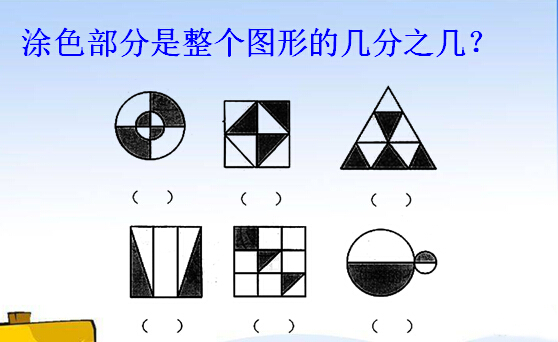 涂色部分是整个图形的几分之几？
（ ） （ ） （ ）
（ ） （ ） （ ）